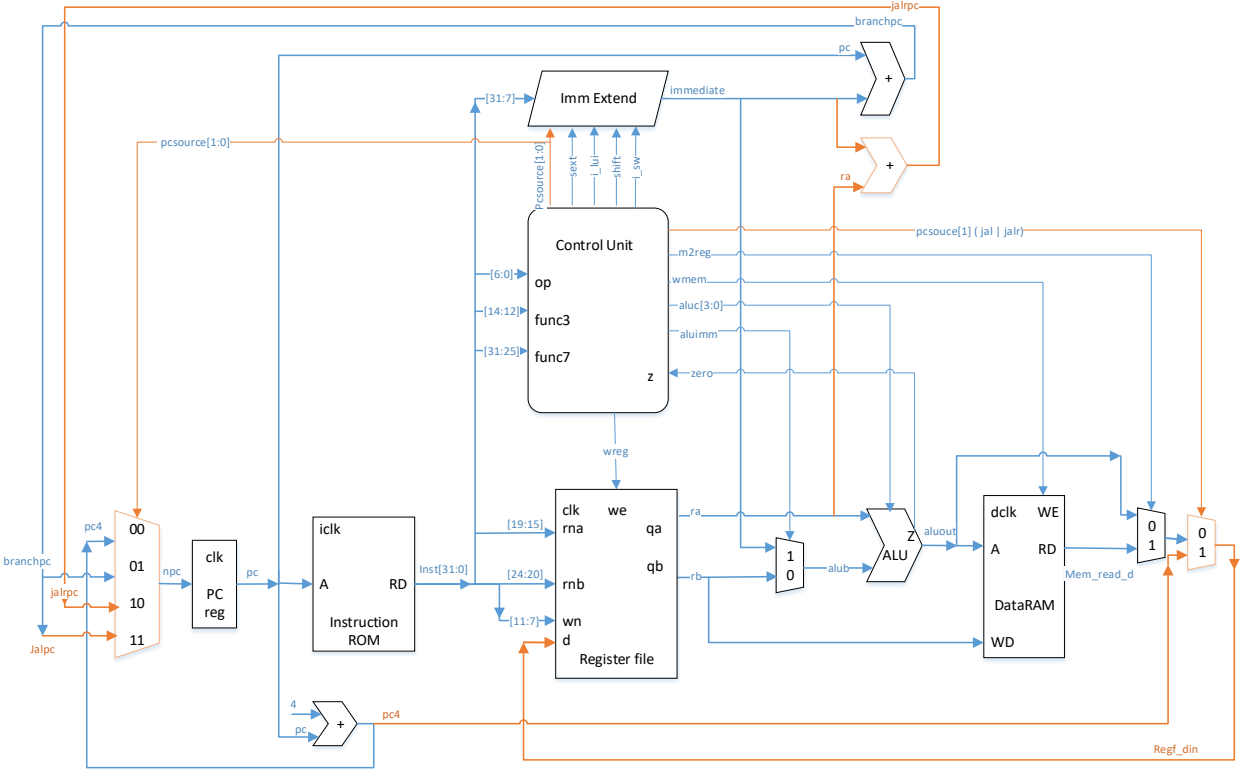 jalrpc
branchpc
pc
+
[31:7]
Imm Extend
immediate
pcsource[1:0]
Pcsource[1:0]
sext
i_lui
shift
i_sw
+
ra
Control Unit
pcsouce[1] ( jal | jalr)
m2reg
wmem
aluc[3:0]
aluimm
[6:0]
op
[14:12]
func3
[31:25]
func7
z
zero
wreg
pc4
00
branchpc
01
jalrpc
10
Jalpc
11
npc
clk
PC
reg
pc
iclk
A
RD
Instruction
ROM
Inst[31:0]
[19:15]
[24:20]
[11:7]
clk
we
rna
qa
rnb
qb
wn
d
Register file
ra
rb
1
0
alub
Z
ALU
aluout
dclk
WE
A
RD
DataRAM
WD
Mem_read_d
0
1
0
1
4
pc
+
pc4
Regf_din